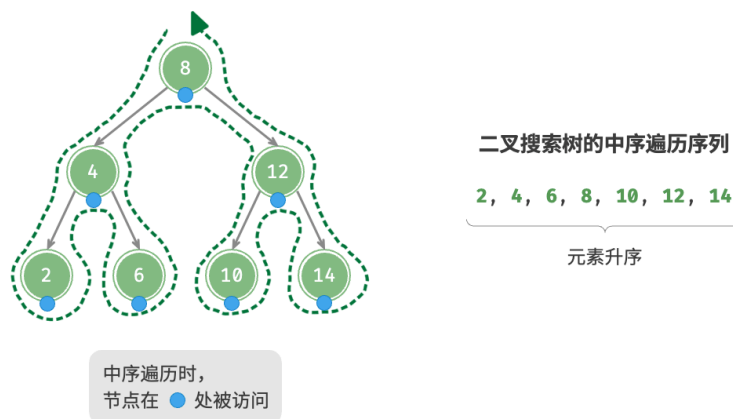 8
4
12
2
6
10
14
中序遍历时，
节点在 处被访问
二叉搜索树的中序遍历序列
2, 4, 6, 8, 10, 12, 14
元素升序